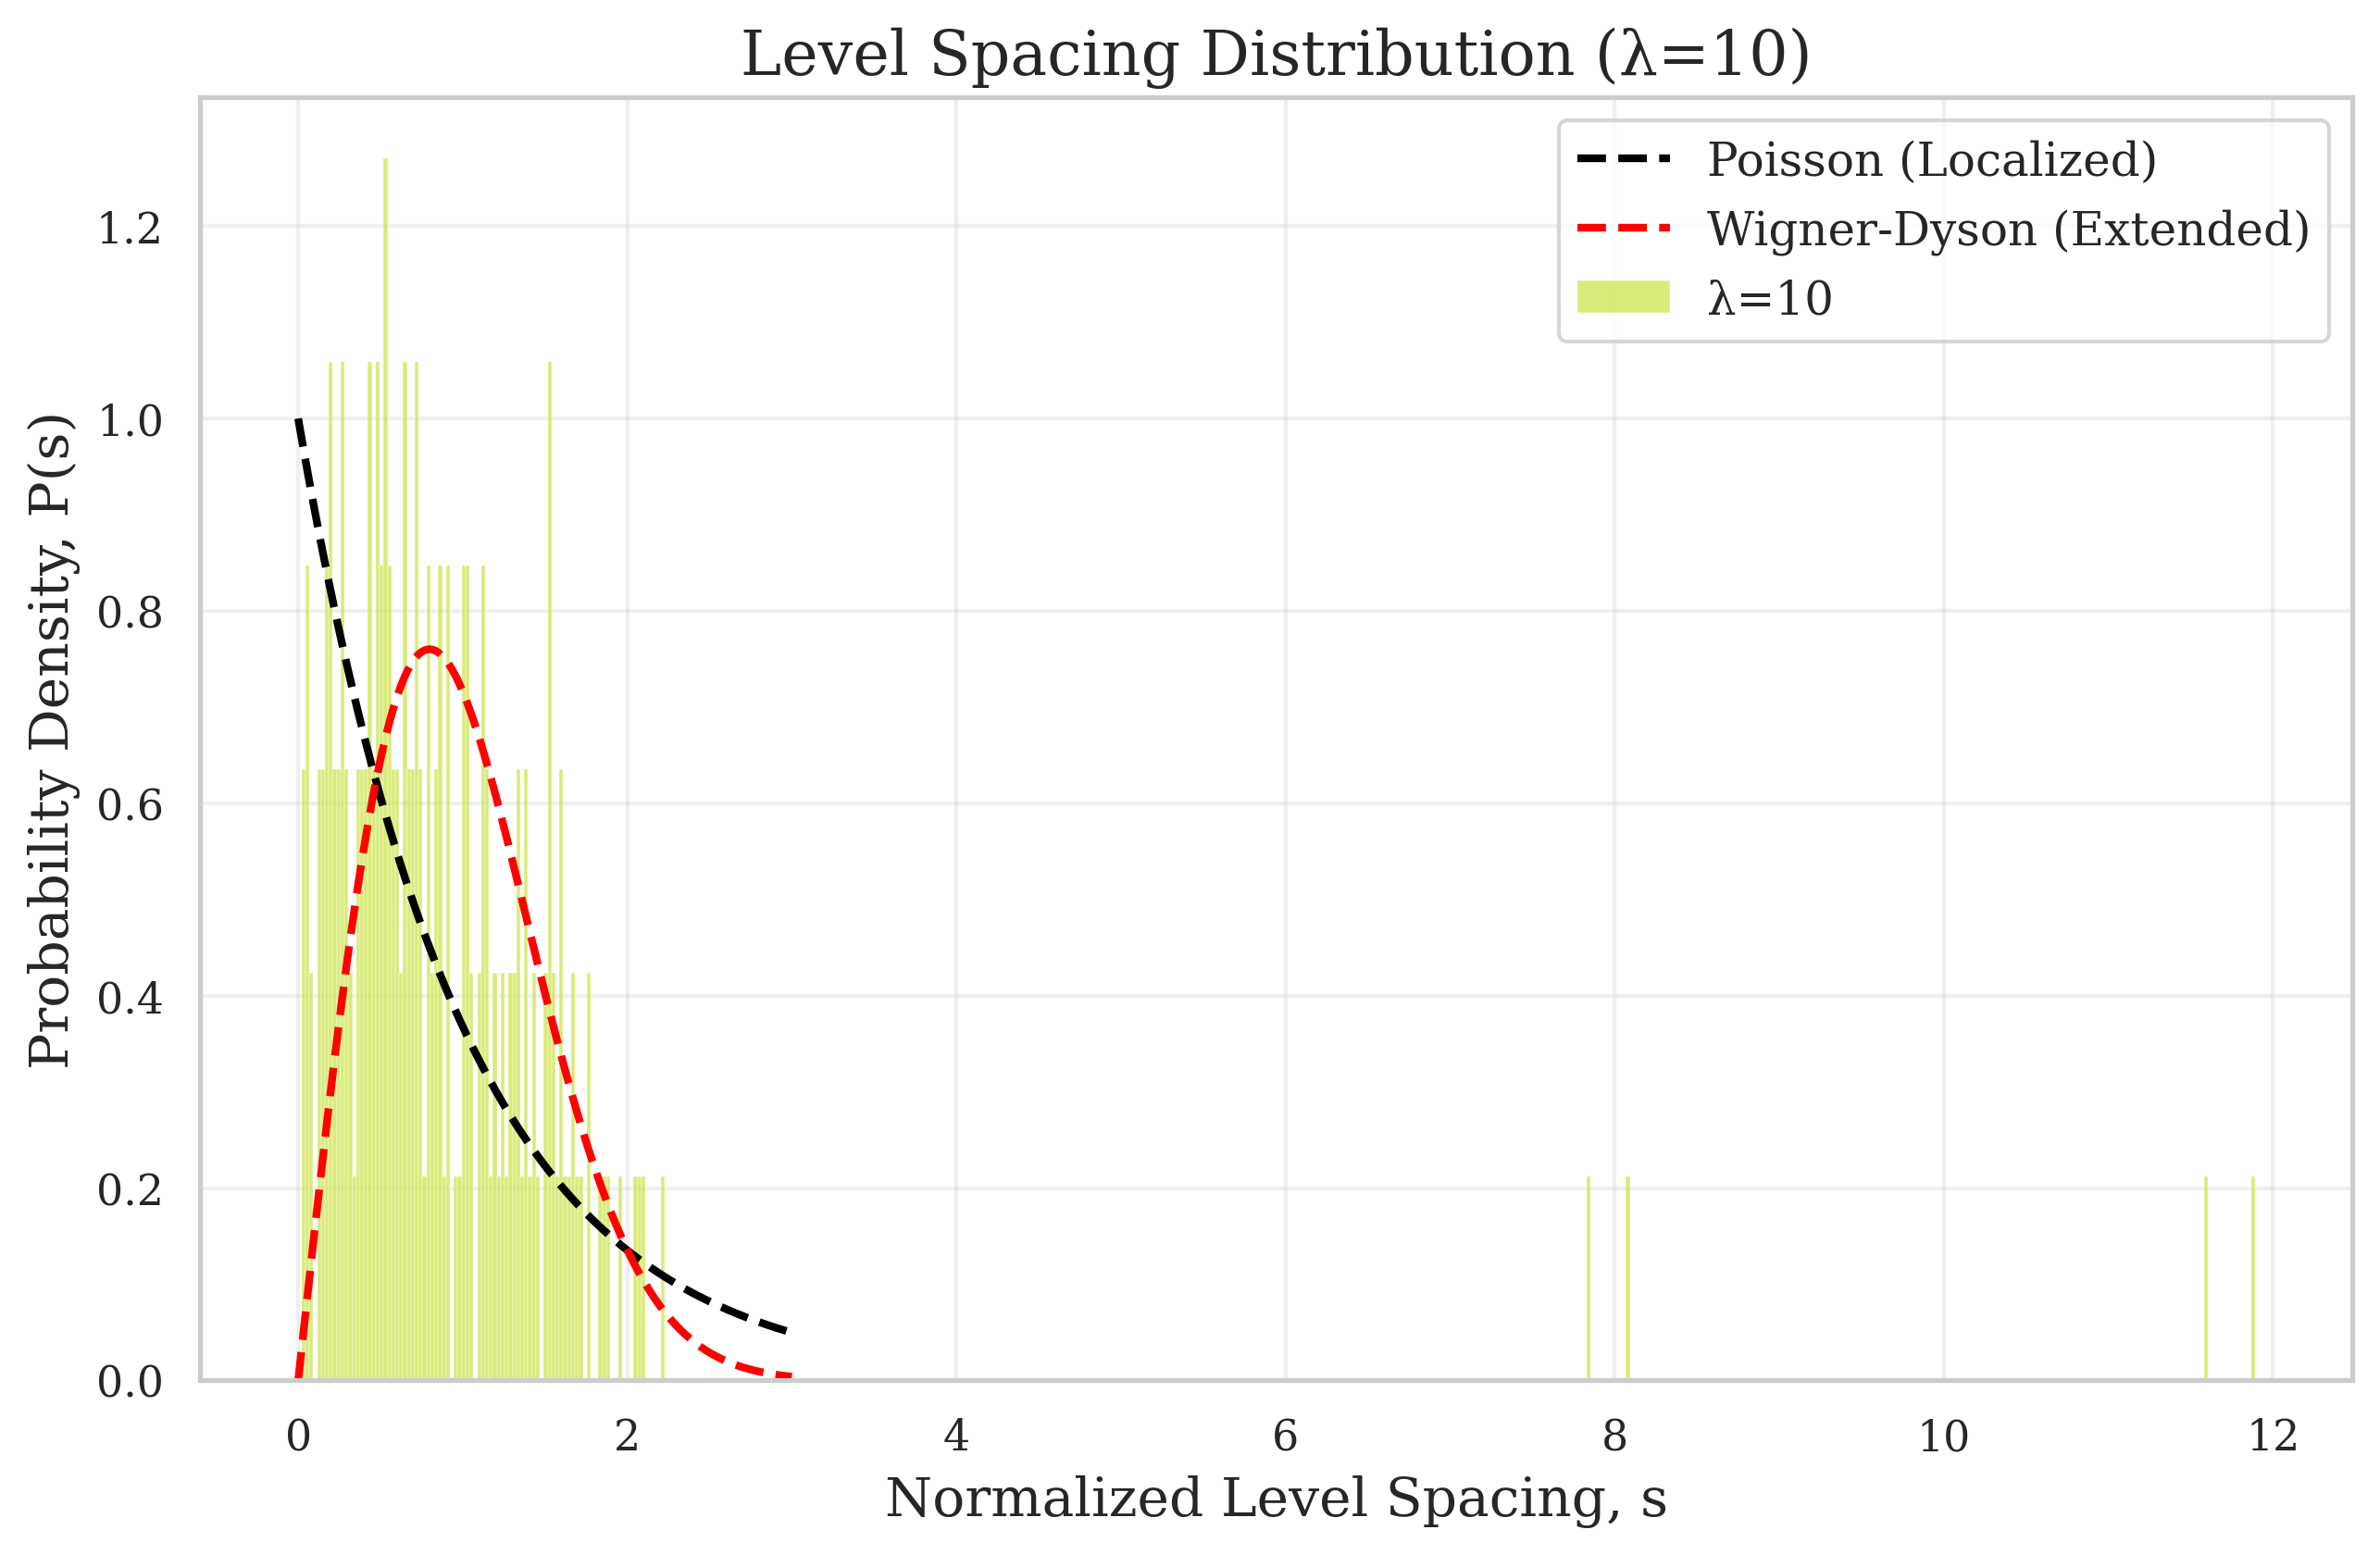 Level Spacing Distribution (λ=10)
Poisson (Localized)
Wigner-Dyson (Extended)
λ=10
Probability Density, P(s)
1.2
1.0
0.8
0.6
0.4
0.2
0.0
0 2 4 6 8 10 12
Normalized Level Spacing, s